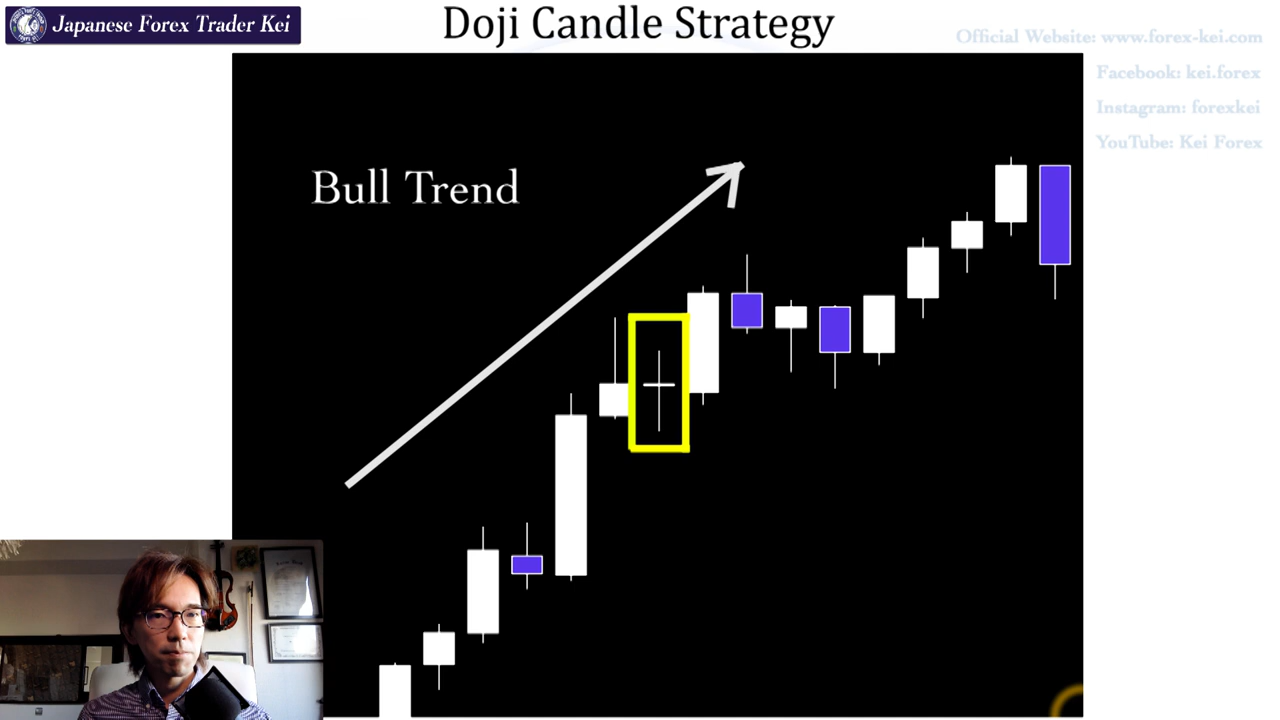 Japanese Forex Trader Kei
Doji Candle Strategy
Official Website: www.forex-kei.com
Facebook: kei.forex
Instagram: forexkei
YouTube: Kei Forex
Bull Trend